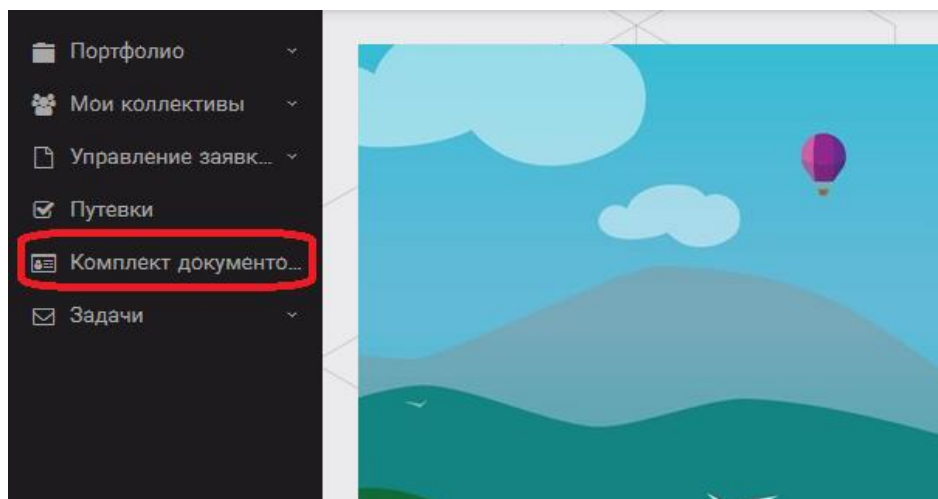 Портфолио
Мои коллективы
Управление заявк...
Путевки
Комплект документо...
Задачи